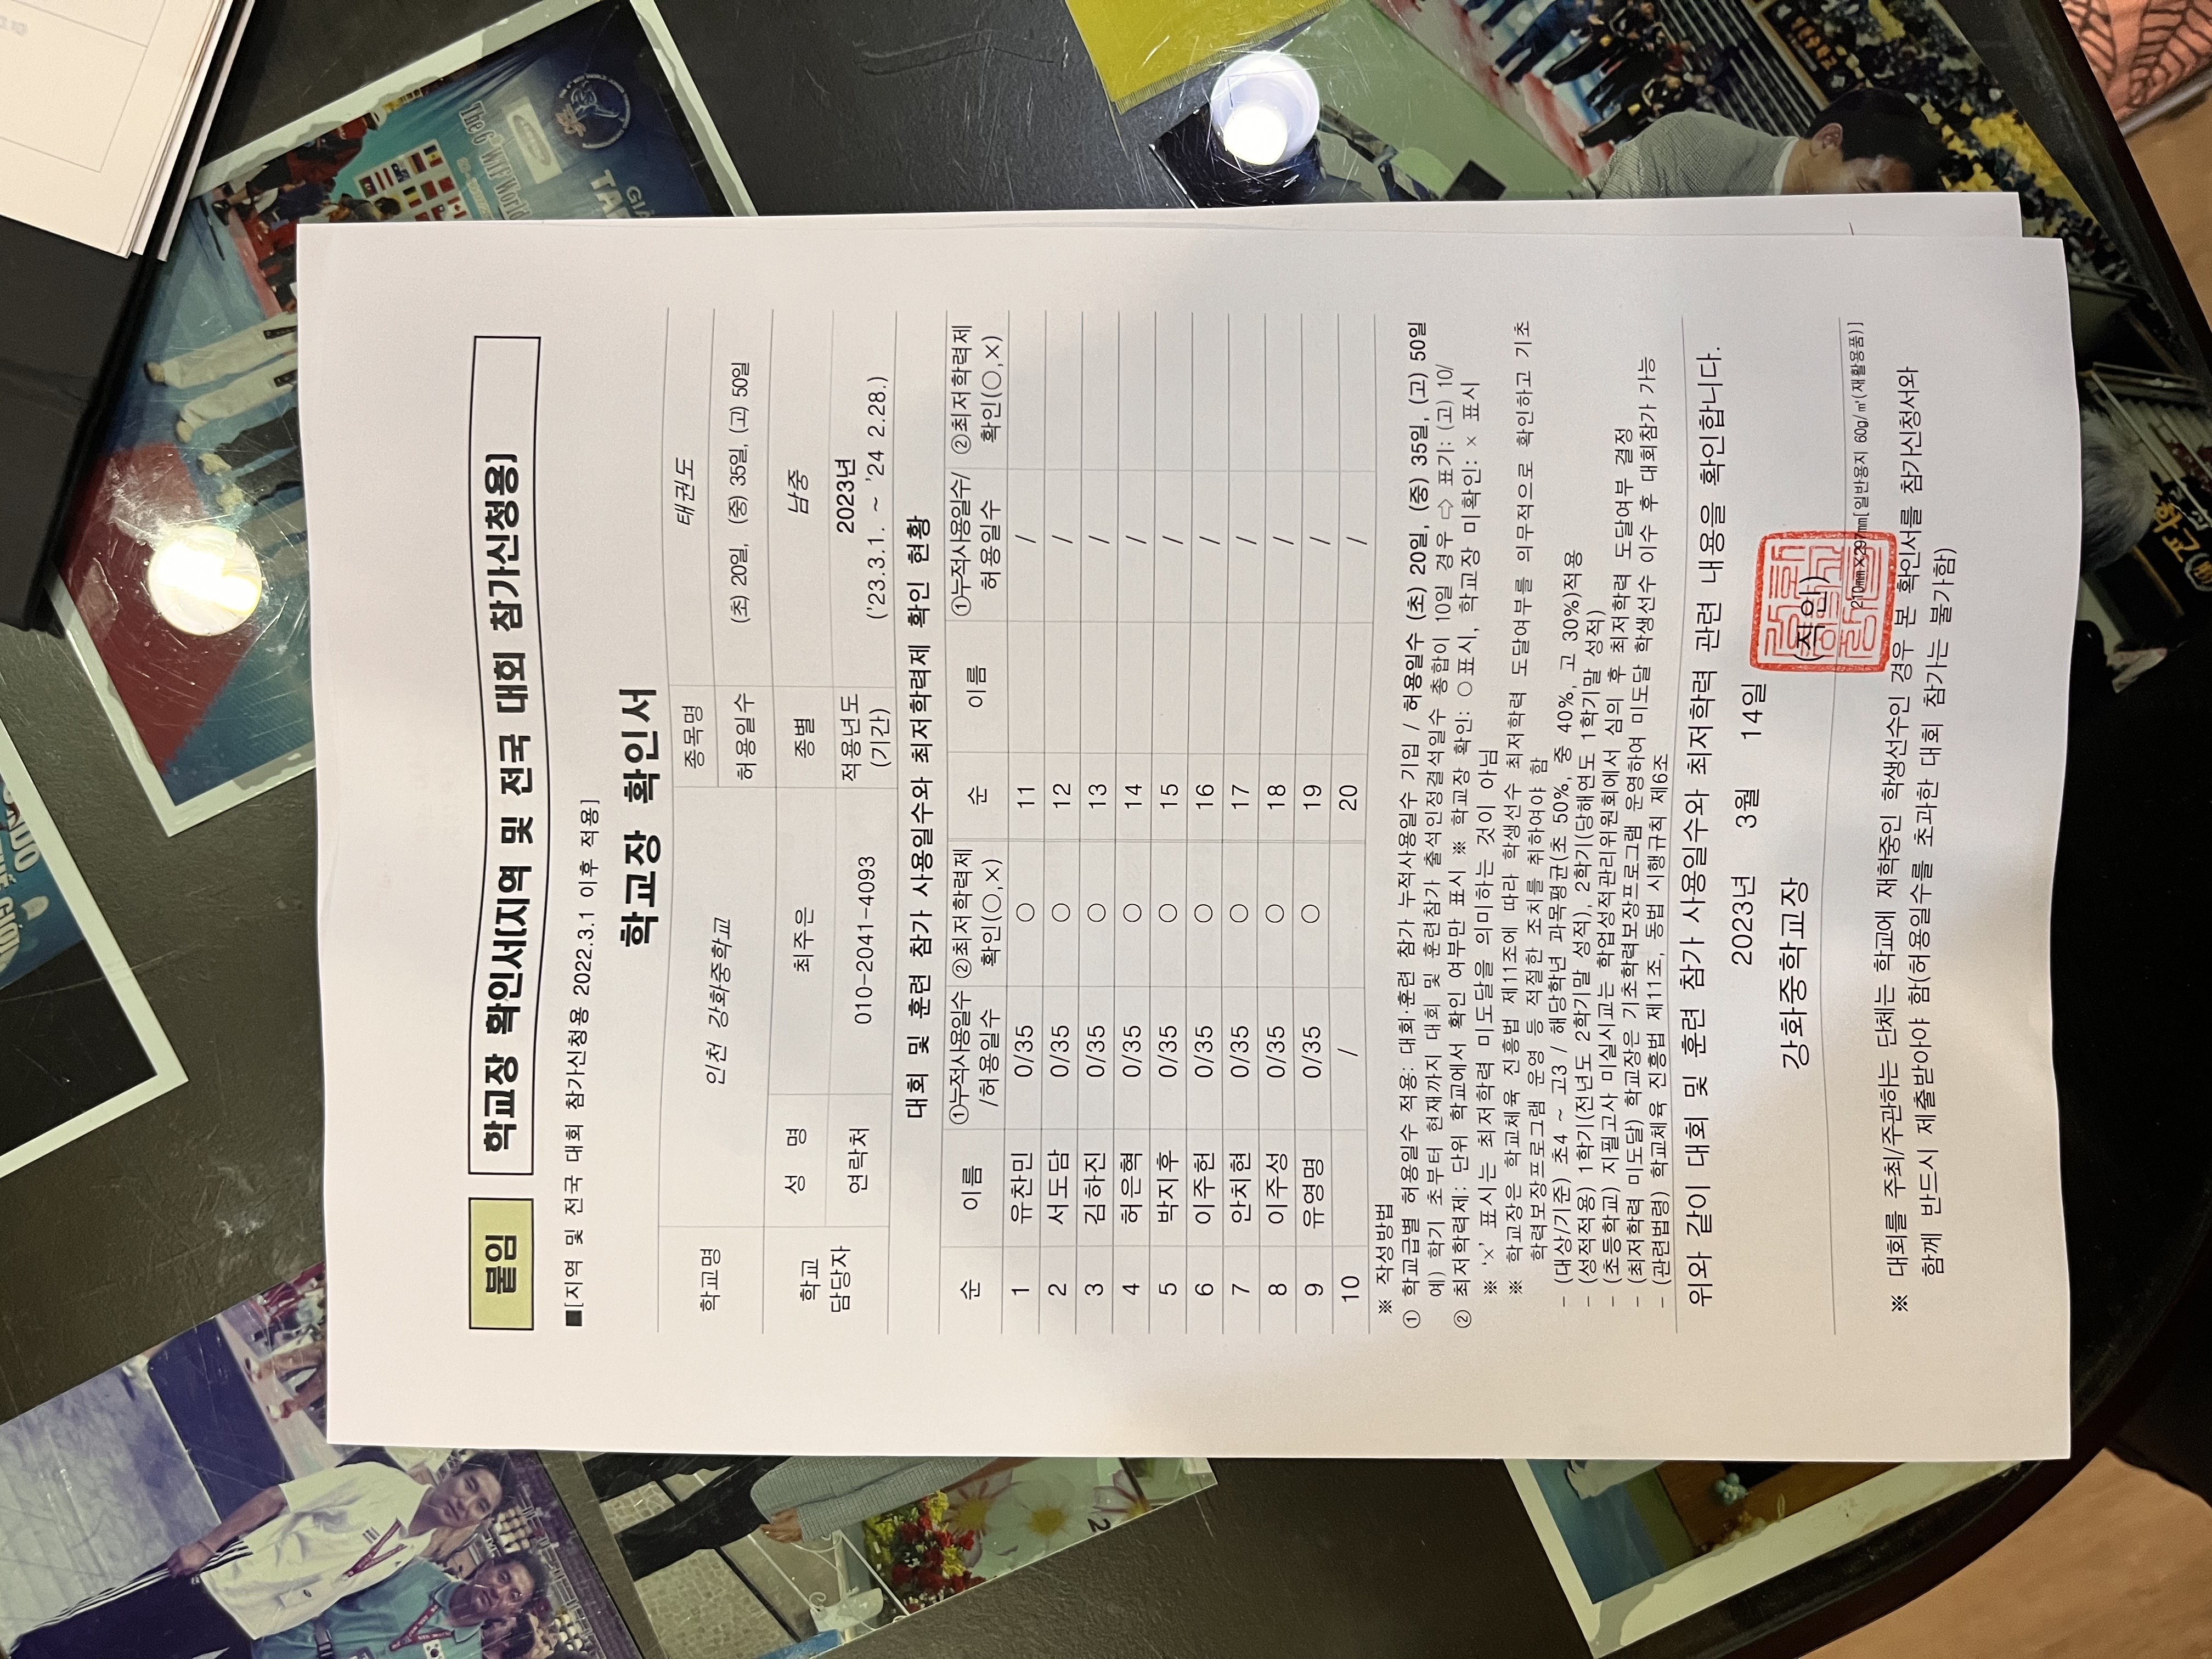 붙임 학교장 확인서[지역 및 전국 대회 참가신청용]
■[지역 및 전국 대회 참가신청용 2022.3.1 이후 적용]
학교장 확인서
학교명 인천 강화중학교 종목명 태권도
허용일수 (초) 20일, (중) 35일, (고) 50일
학교 담당자 성 명 최주은 종별 남중
연락처 010-2041-4093 적용년도 (기간) 2023년 ('23.3.1. ~ '24 2.28.)
대회 및 훈련 참가 사용일수와 최저학력제 확인 현황
순 이름 ①누적사용일수/허용일수 ②최저학력제 확인(○,×) 순 이름 ①누적사용일수/허용일수 ②최저학력제 확인(○,×)
1 유찬민 0/35 ○ 11 /
2 서도담 0/35 ○ 12 /
3 김하진 0/35 ○ 13 /
4 허은혁 0/35 ○ 14 /
5 박지후 0/35 ○ 15 /
6 이주헌 0/35 ○ 16 /
7 안치현 0/35 ○ 17 /
8 이주성 0/35 ○ 18 /
9 유영명 0/35 ○ 19 /
10 / 20 /
※ 작성방법
① 학교급별 허용일수 적용: 대회·훈련 참가 누적사용일수 기입 / 허용일수 (초) 20일, (중) 35일, (고) 50일
예) 학기 초부터 현재까지 대회 및 훈련참가 출석인정결석일수 총합이 10일 경우 ⇨ 표기: (고) 10/
② 최저학력제: 단위 학교에서 확인 여부만 표시 ※ 학교장 확인: ○표시, 학교장 미확인: × 표시
※ '×' 표시는 최저학력 미도달을 의미하는 것이 아님
※ 학교장은 학교체육 진흥법 제11조에 따라 학생선수 최저학력 도달여부를 의무적으로 확인하고 기초
학력보장프로그램 운영 등 적절한 조치를 취하여야 함
- (대상/기준) 초4 ~ 고3 / 해당학년 과목평균(초 50%, 중 40%, 고 30%)적용
- (성적적용) 1학기(전년도 2학기말 성적), 2학기(당해연도 1학기말 성적)
- (초등학교) 지필고사 미실시교는 학업성적관리위원회에서 심의 후 최저학력 도달여부 결정
- (최저학력 미도달) 학교장은 기초학력보장프로그램 운영하여 미도달 학생선수 이수 후 대회참가 가능
- (관련법령) 학교체육 진흥법 제11조, 동법 시행규칙 제6조
위와 같이 대회 및 훈련 참가 사용일수와 최저학력 관련 내용을 확인합니다.
2023년 3월 14일
강화중학교장 (직인)
210㎜×297㎜[일반용지 60g/㎡(재활용품)]
※ 대회를 주최/주관하는 단체는 학교에 재학중인 학생선수인 경우 본 확인서를 참가신청서와
함께 반드시 제출받아야 함(허용일수를 초과한 대회 참가는 불가함)